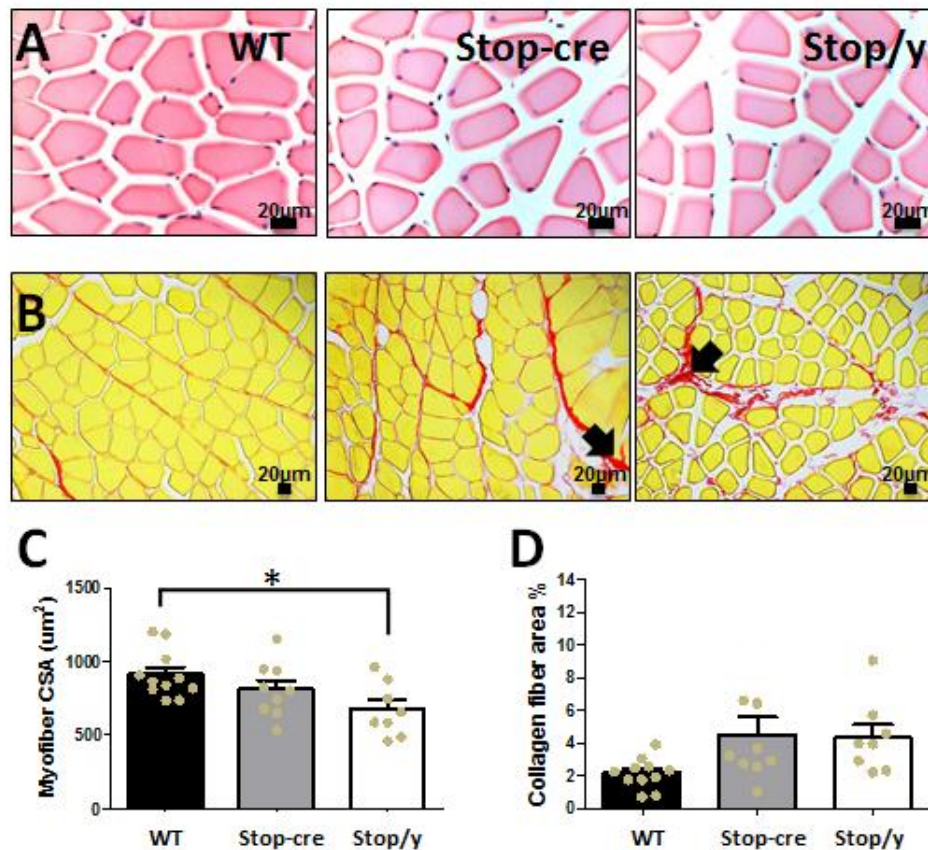 A
WT
Stop-cre
Stop/y
20µm
20µm
20µm
B
20µm
20µm
20µm
C
D
*
Myofiber CSA (um²)
1500
1000
500
0
WT
Stop-cre
Stop/y
Collagen fiber area %
14
12
10
8
6
4
2
0
WT
Stop-cre
Stop/y